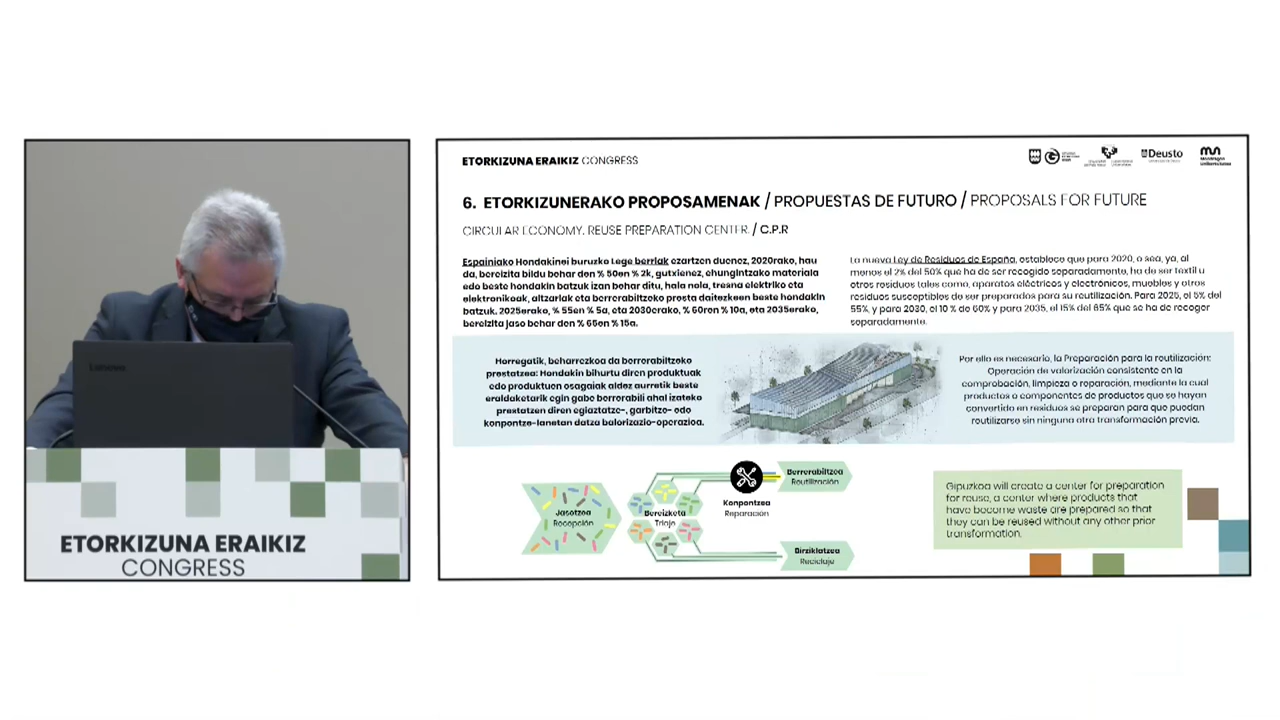 Lenovo
ETORKIZUNA ERAIKIZ
CONGRESS
ETORKIZUNA ERAIKIZ CONGRESS
Deusto
6. ETORKIZUNERAKO PROPOSAMENAK / PROPUESTAS DE FUTURO / PROPOSALS FOR FUTURE
CIRCULAR ECONOMY. REUSE PREPARATION CENTER. / C.P.R
Espainiako Hondakinei buruzko Lege berriak ezartzen duenez, 2020rako, hau
da, bereizita bildu behar den % 50en % 2k, gutxienez, ehungintzako materiala
edo beste hondakin batzuk izan behar ditu, hala nola, tresna elektriko eta
elektronikoak, altzariak eta berrerabiltzeko presta daitezkeen beste hondakin
batzuk. 2025erako, % 55en % 5a, eta 2030erako, % 60ren % 10a, eta 2035erako,
bereizita jaso behar den % 65en % 15a.
La nueva Ley de Residuos de España, establece que para 2020, o sea, ya, al
menos el 2% del 50% que ha de ser recogido separadamente, ha de ser textil u
otros residuos tales como, aparatos eléctricos y electrónicos, muebles y otros
residuos susceptibles de ser preparados para su reutilización. Para 2025, el 5% del
55%, y para 2030, el 10 % de 60% y para 2035, el 15% del 65% que se ha de recoger
separadamente.
Horregatik, beharrezkoa da berrerabiltzeko
prestatzea: Hondakin bihurtu diren produktuak
edo produktuen osagaiak aldez aurretik beste
eraldaketarik egin gabe berrerabili ahal izateko
prestatzen diren egiaztatze-, garbitze- edo
konpontze-lanetan datza balorizazio-operazioa.
Por ello es necesario, la Preparación para la reutilización:
Operación de valorización consistente en la
comprobación, limpieza o reparación, mediante la cual
productos o componentes de productos que se hayan
convertido en residuos se preparan para que puedan
reutilizarse sin ninguna otra transformación previa.
Jasotzea
Recepción
Bereizketa
Triaje
Konpontzea
Reparación
Berrerabiltzea
Reutilización
Birziklatzea
Reciclaje
Gipuzkoa will create a center for preparation
for reuse, a center where products that
have become waste are prepared so that
they can be reused without any other prior
transformation.